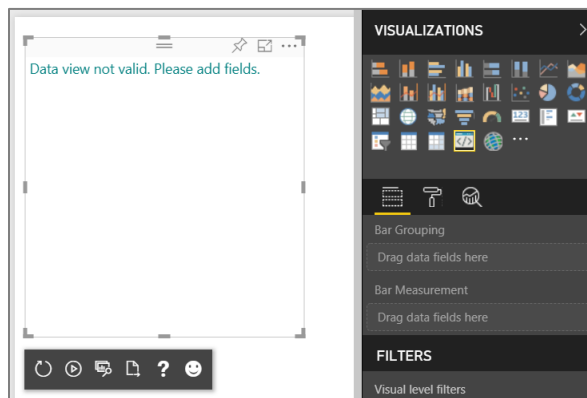 Data view not valid. Please add fields.
VISUALIZATIONS
123
</>
Bar Grouping
Drag data fields here
Bar Measurement
Drag data fields here
FILTERS
Visual level filters
?